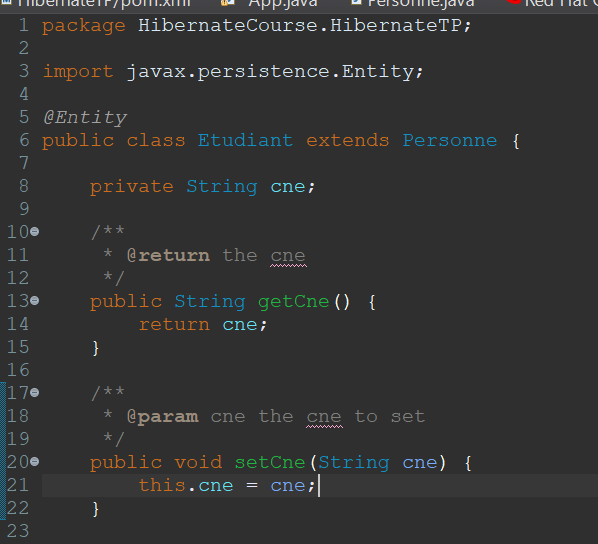 HibernateTP/pom.xml App.java Personne.java Red Hat
1 package HibernateCourse.HibernateTP;
2
3 import javax.persistence.Entity;
4
5 @Entity
6 public class Etudiant extends Personne {
7
8 private String cne;
9
10 /**
11 * @return the cne
12 */
13 public String getCne() {
14 return cne;
15 }
16
17 /**
18 * @param cne the cne to set
19 */
20 public void setCne(String cne) {
21 this.cne = cne;
22 }
23